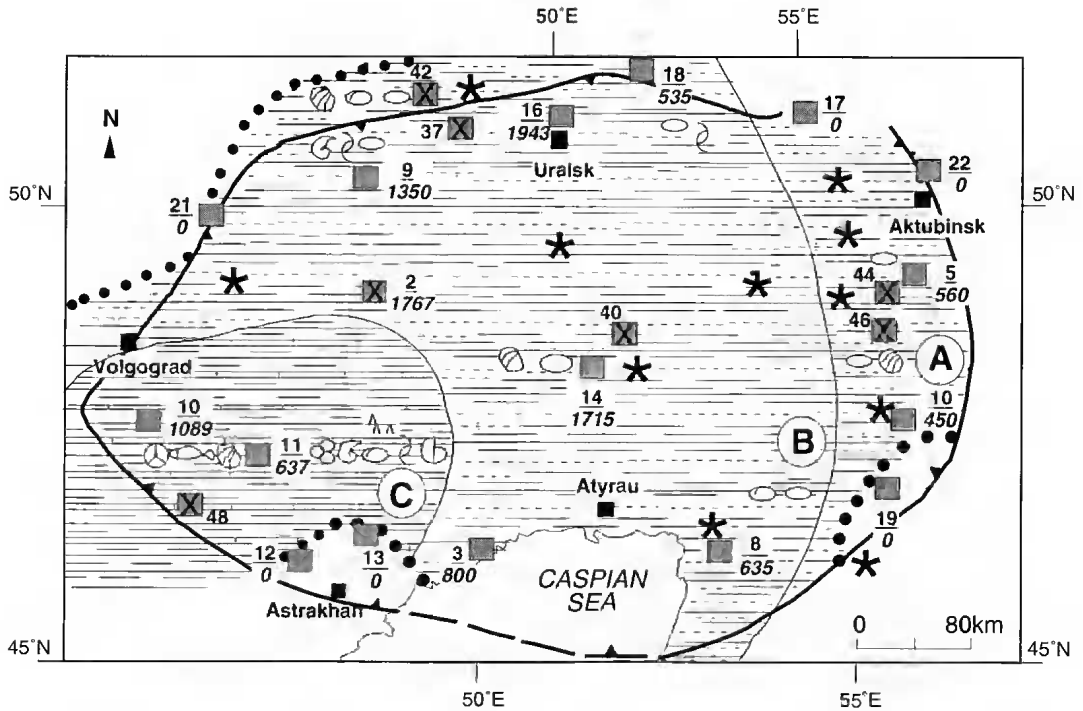 50°E
55°E
42
18
535
17
0
N
37
16
1943
Uralsk
9
1350
22
0
50°N
50°N
21
0
Aktubinsk
2
1767
44
5
560
40
46
Volgograd
A
14
1715
10
1089
10
450
B
11
637
C
Atyrau
48
19
0
12
0
13
0
3
800
8
635
CASPIAN
SEA
Astrakhan
0
80km
45°N
45°N
50°E
55°E